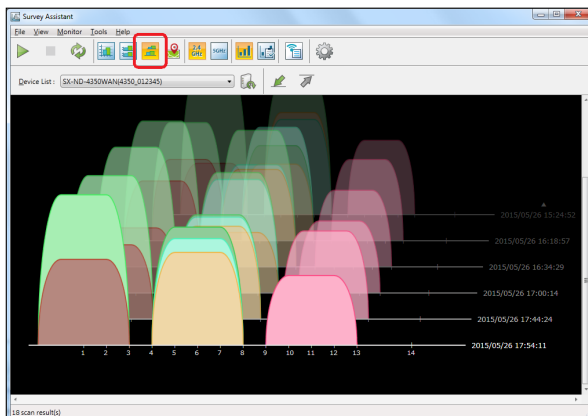 Survey Assistant
File View Monitor Tools Help
2.4 GHz 5GHz
Device List : SX-ND-4350WAN(4350_012345)
2015/05/26 15:24:52
2015/05/26 16:18:57
2015/05/26 16:34:29
2015/05/26 17:00:14
2015/05/26 17:44:24
2015/05/26 17:54:11
1 2 3 4 5 6 7 8 9 10 11 12 13 14
18 scan result(s)